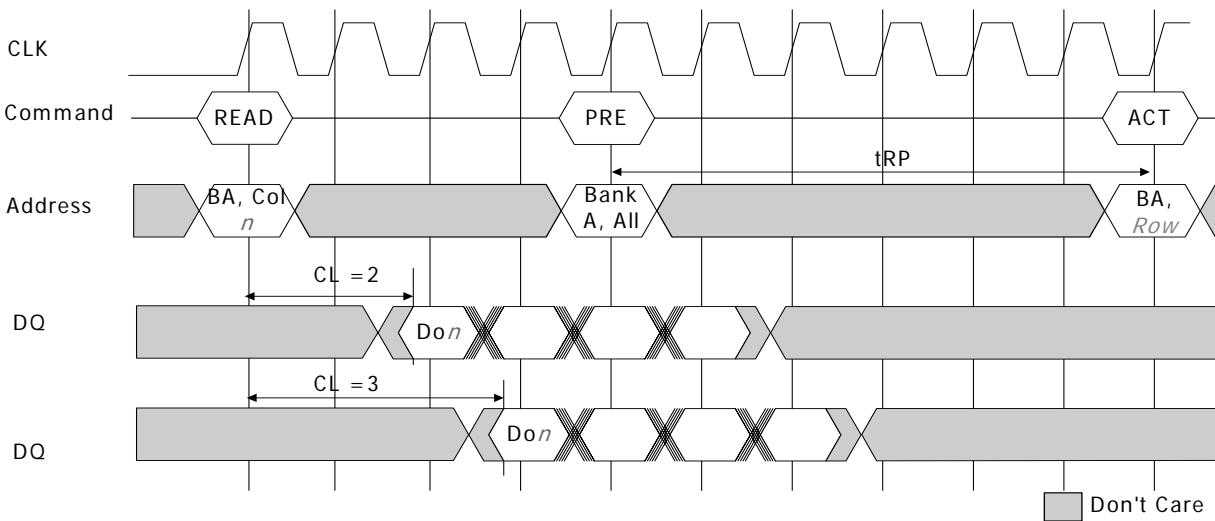 CLK
Command
READ
PRE
ACT
tRP
Address
BA, Col
n
Bank
A, All
BA,
Row
CL =2
DQ
Don
CL =3
DQ
Don
Don't Care